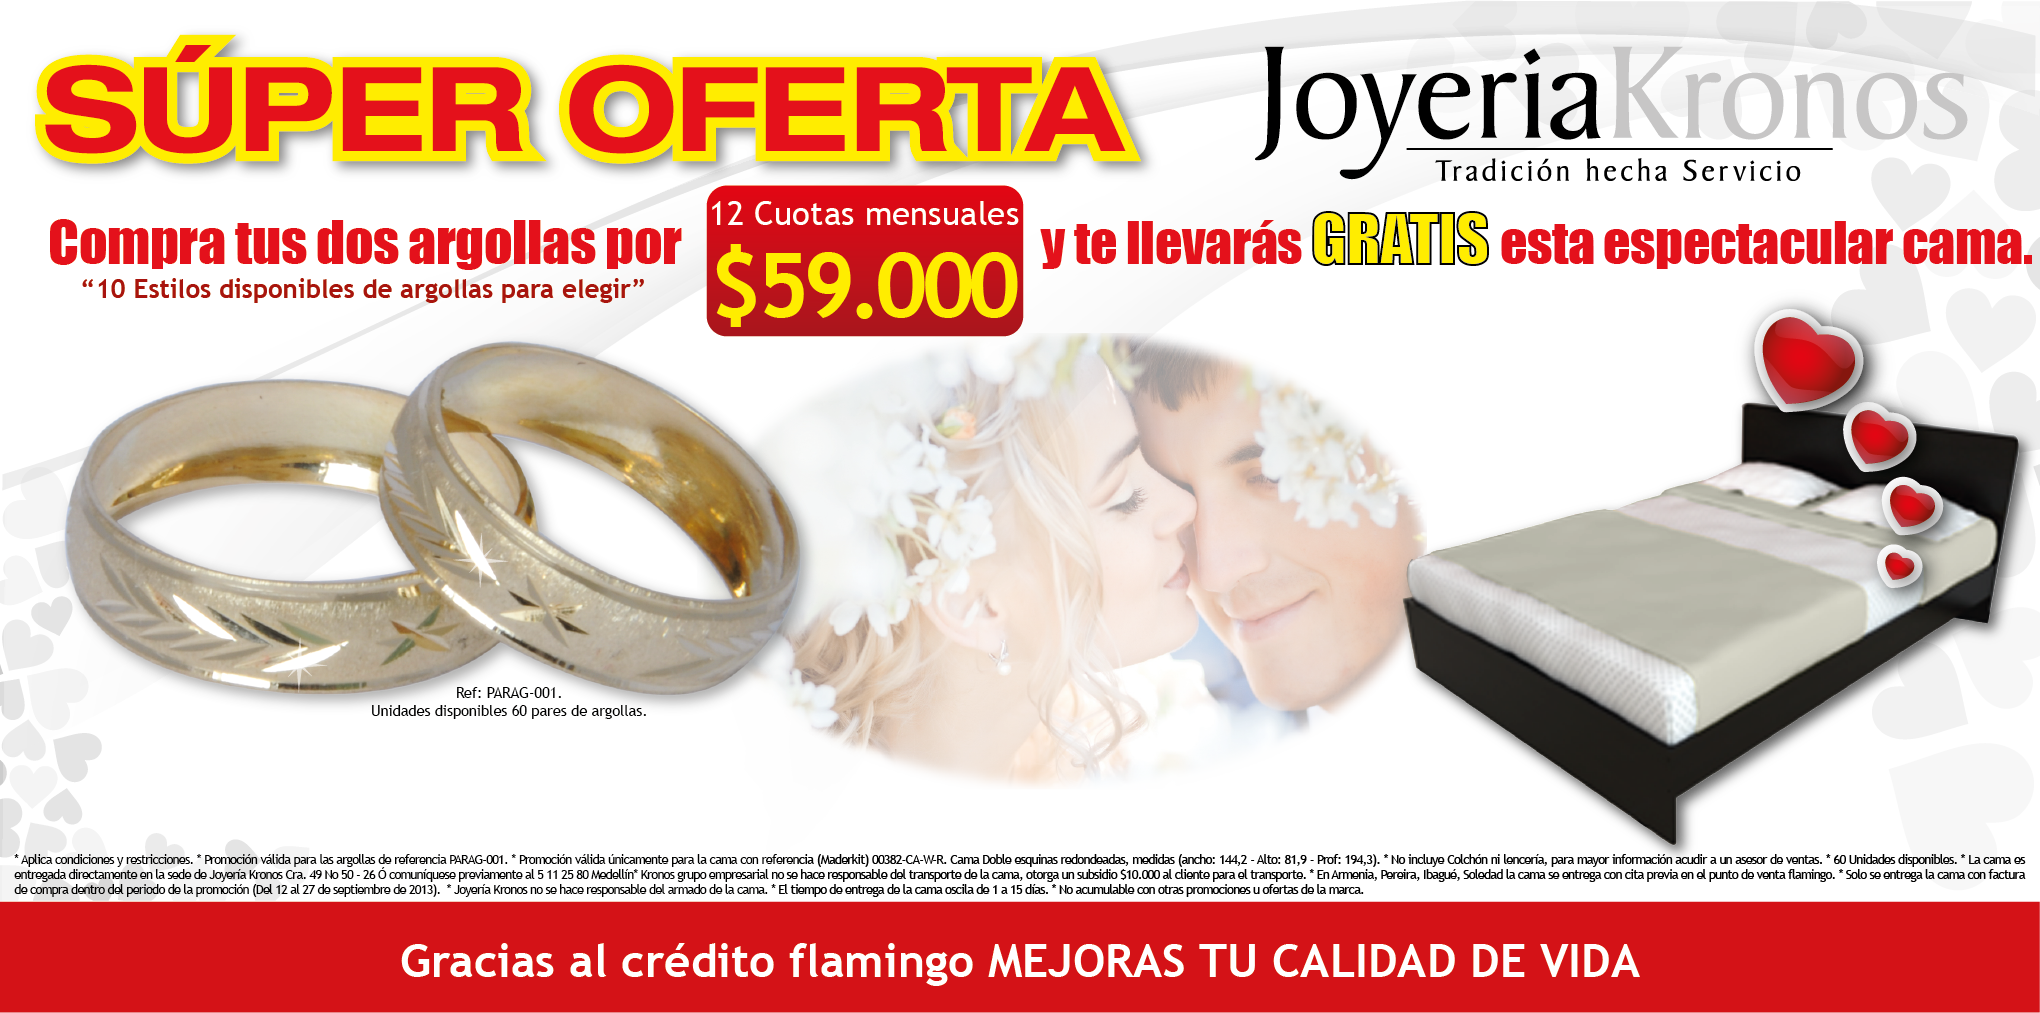 SÚPER OFERTA
JoyeriaKronos
Tradición hecha Servicio
Compra tus dos argollas por
"10 Estilos disponibles de argollas para elegir"
12 Cuotas mensuales
$59.000
y te llevarás GRATIS esta espectacular cama.
Ref: PARAG-001.
Unidades disponibles 60 pares de argollas.
* Aplica condiciones y restricciones. * Promoción válida para las argollas de referencia PARAG-001. * Promoción válida únicamente para la cama con referencia (Maderkit) 00382-CA-W-R. Cama Doble esquinas redondeadas, medidas (ancho: 144,2 - Alto: 81,9 - Prof: 194,3). * No incluye Colchón ni lencería, para mayor información acudir a un asesor de ventas. * 60 Unidades disponibles. * La cama es
entregada directamente en la sede de Joyería Kronos Cra. 49 No 50 - 26 Ó comuníquese previamente al 5 11 25 80 Medellín* Kronos grupo empresarial no se hace responsable del transporte de la cama, otorga un subsidio $10.000 al cliente para el transporte. * En Armenia, Pereira, Ibagué, Soledad la cama se entrega con cita previa en el punto de venta flamingo. * Solo se entrega la cama con factura
de compra dentro del periodo de la promoción (Del 12 al 27 de septiembre de 2013). * Joyería Kronos no se hace responsable del armado de la cama. * El tiempo de entrega de la cama oscila de 1 a 15 días. * No acumulable con otras promociones u ofertas de la marca.
Gracias al crédito flamingo MEJORAS TU CALIDAD DE VIDA